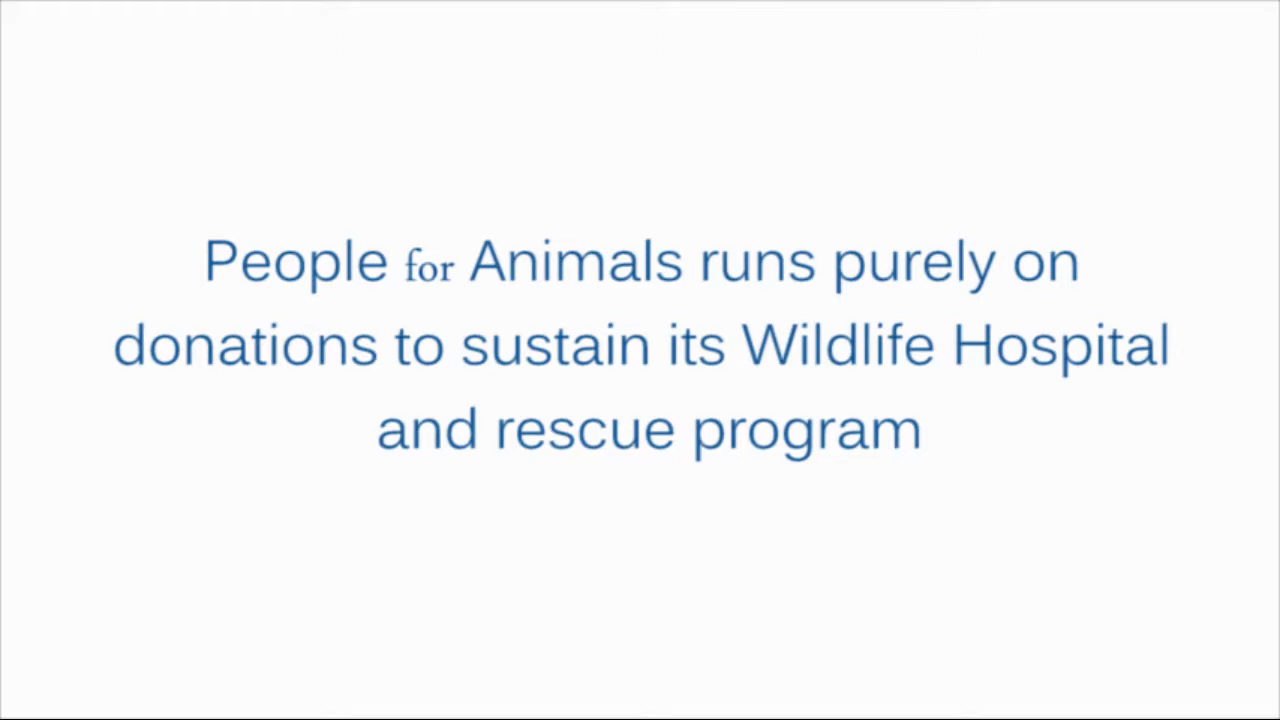 People for Animals runs purely on
donations to sustain its Wildlife Hospital
and rescue program